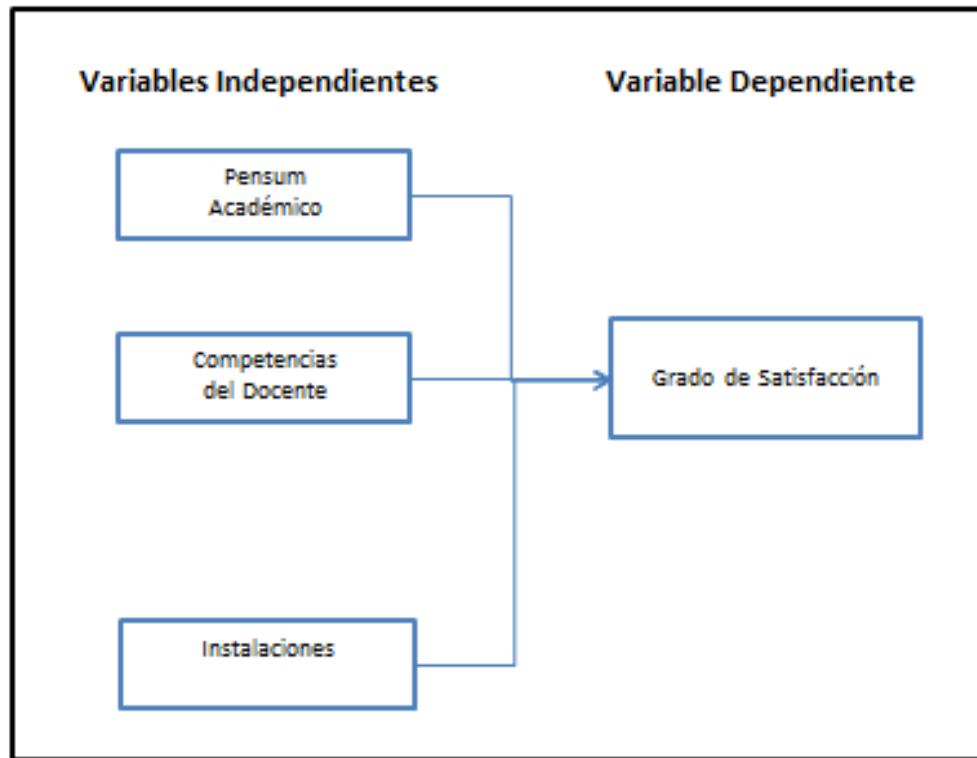 Variables Independientes
Variable Dependiente
Pensum
Académico
Competencias
del Docente
Grado de Satisfacción
Instalaciones